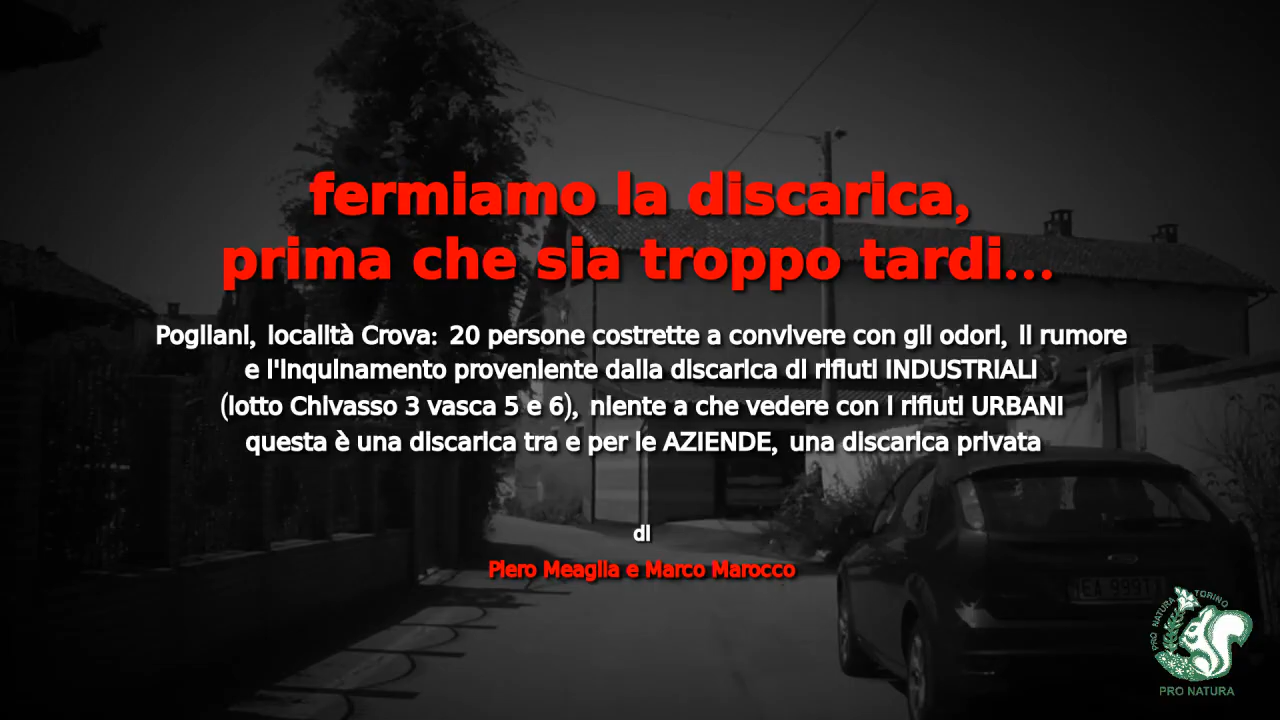 fermiamo la discarica,
prima che sia troppo tardi...
Pogliani, località Crova: 20 persone costrette a convivere con gli odori, il rumore
e l'inquinamento proveniente dalla discarica di rifiuti INDUSTRIALI
(lotto Chivasso 3 vasca 5 e 6), niente a che vedere con i rifiuti URBANI
questa è una discarica tra e per le AZIENDE, una discarica privata
di
Piero Meaglia e Marco Marocco
PRO NATURA TORINO
PRO NATURA